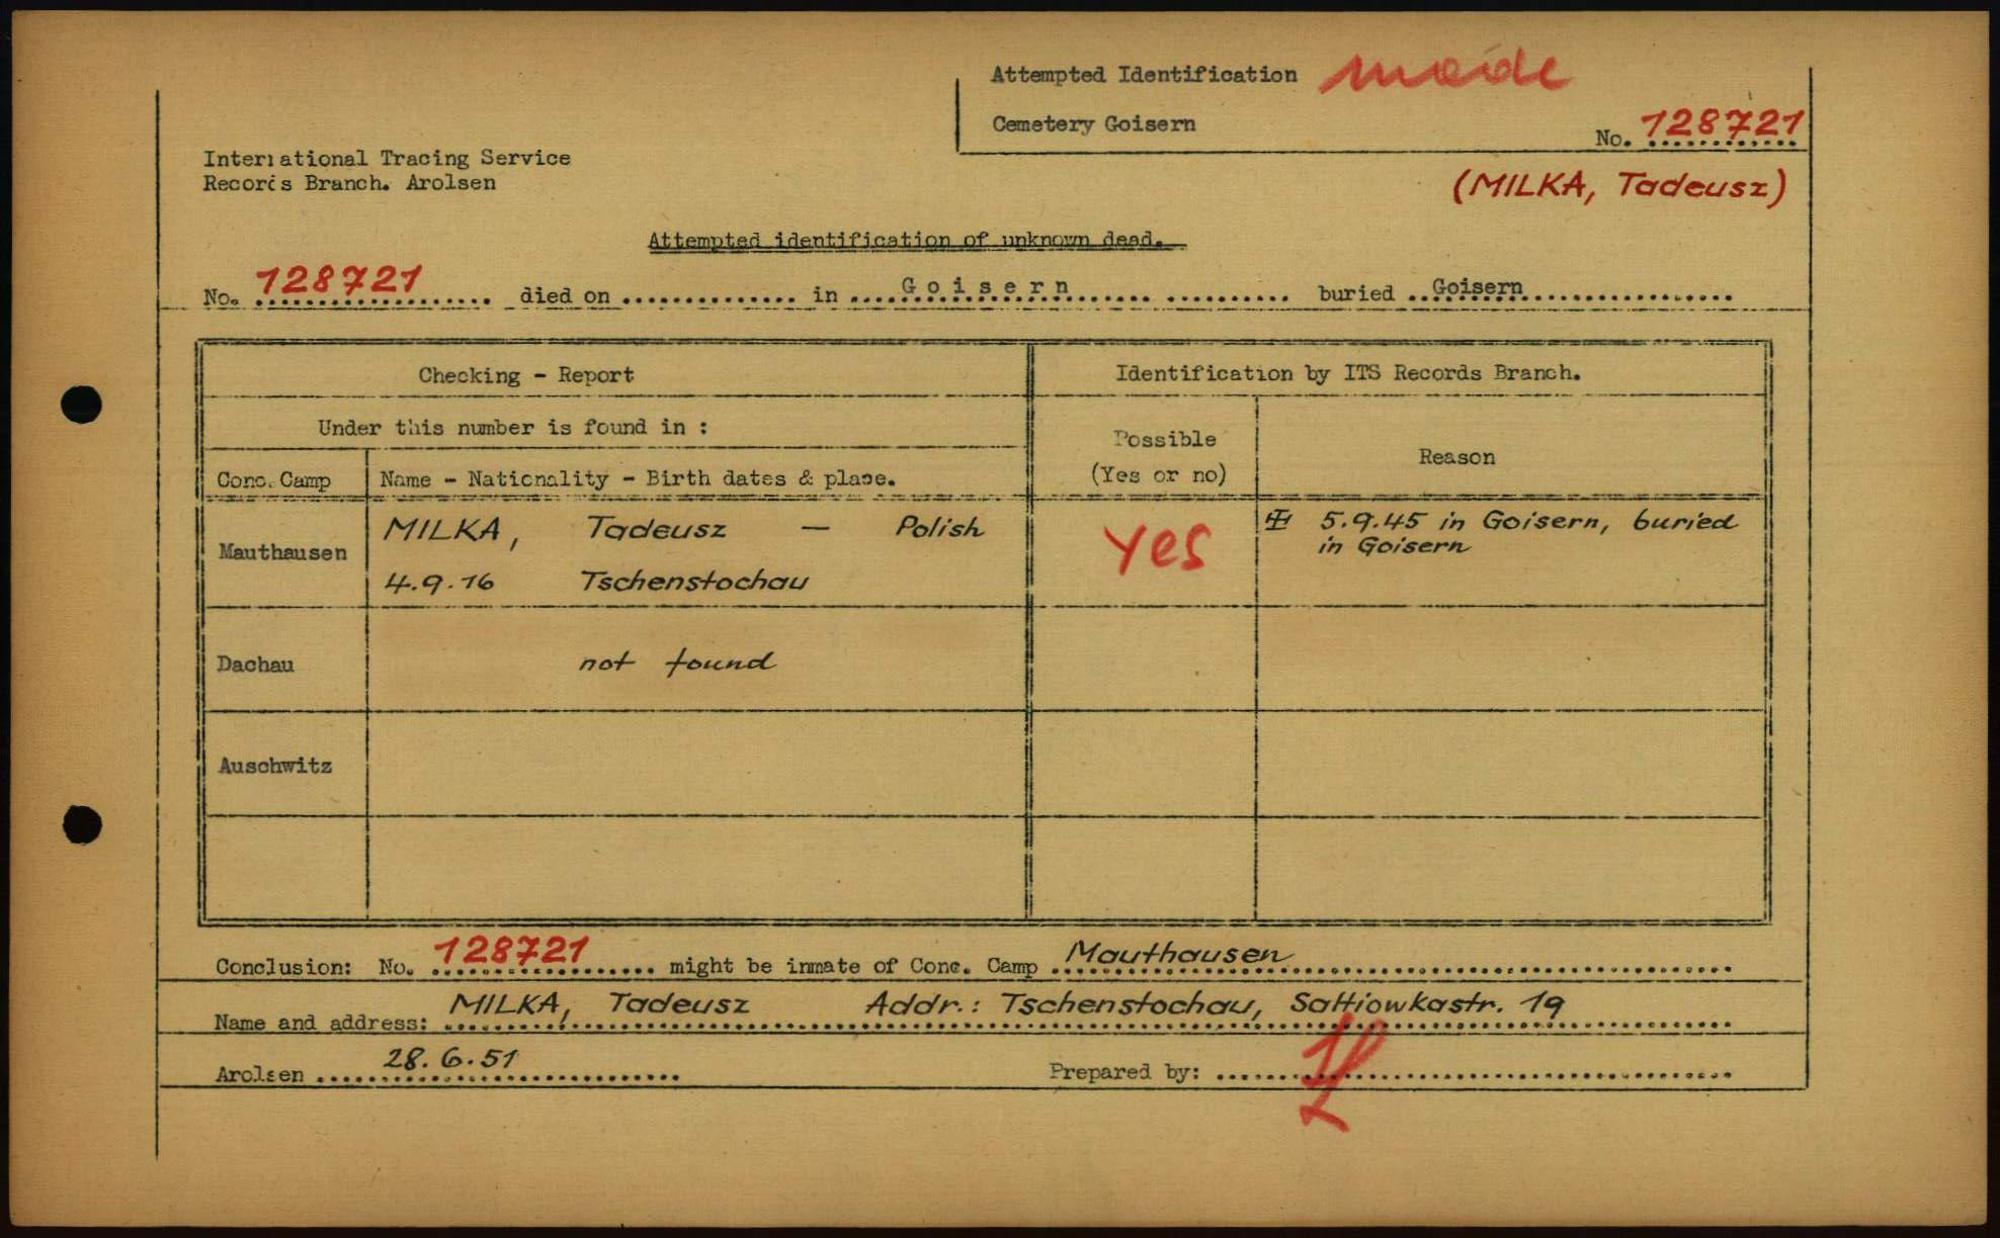 Attempted Identification made
Cemetery Goisern
No. 128721
International Tracing Service
Records Branch. Arolsen
(MILKA, Tadeusz)
Attempted identification of unknown dead.
No. 128721 died on ............. in Goisern buried Goisern
Checking - Report
Identification by ITS Records Branch.
Under this number is found in :
Possible
(Yes or no)
Reason
Conc. Camp
Name - Nationality - Birth dates & place.
Mauthausen
MILKA, Tadeusz — Polish
4.9.16 Tschenstochau
Yes
5.9.45 in Goisern, buried
in Goisern
Dachau
not found
Auschwitz
Conclusion: No. 128721 might be inmate of Conc. Camp Mauthausen
Name and address: MILKA, Tadeusz Addr.: Tschenstochau, Sattiowkastr. 19
Arolsen 28.6.51
Prepared by: